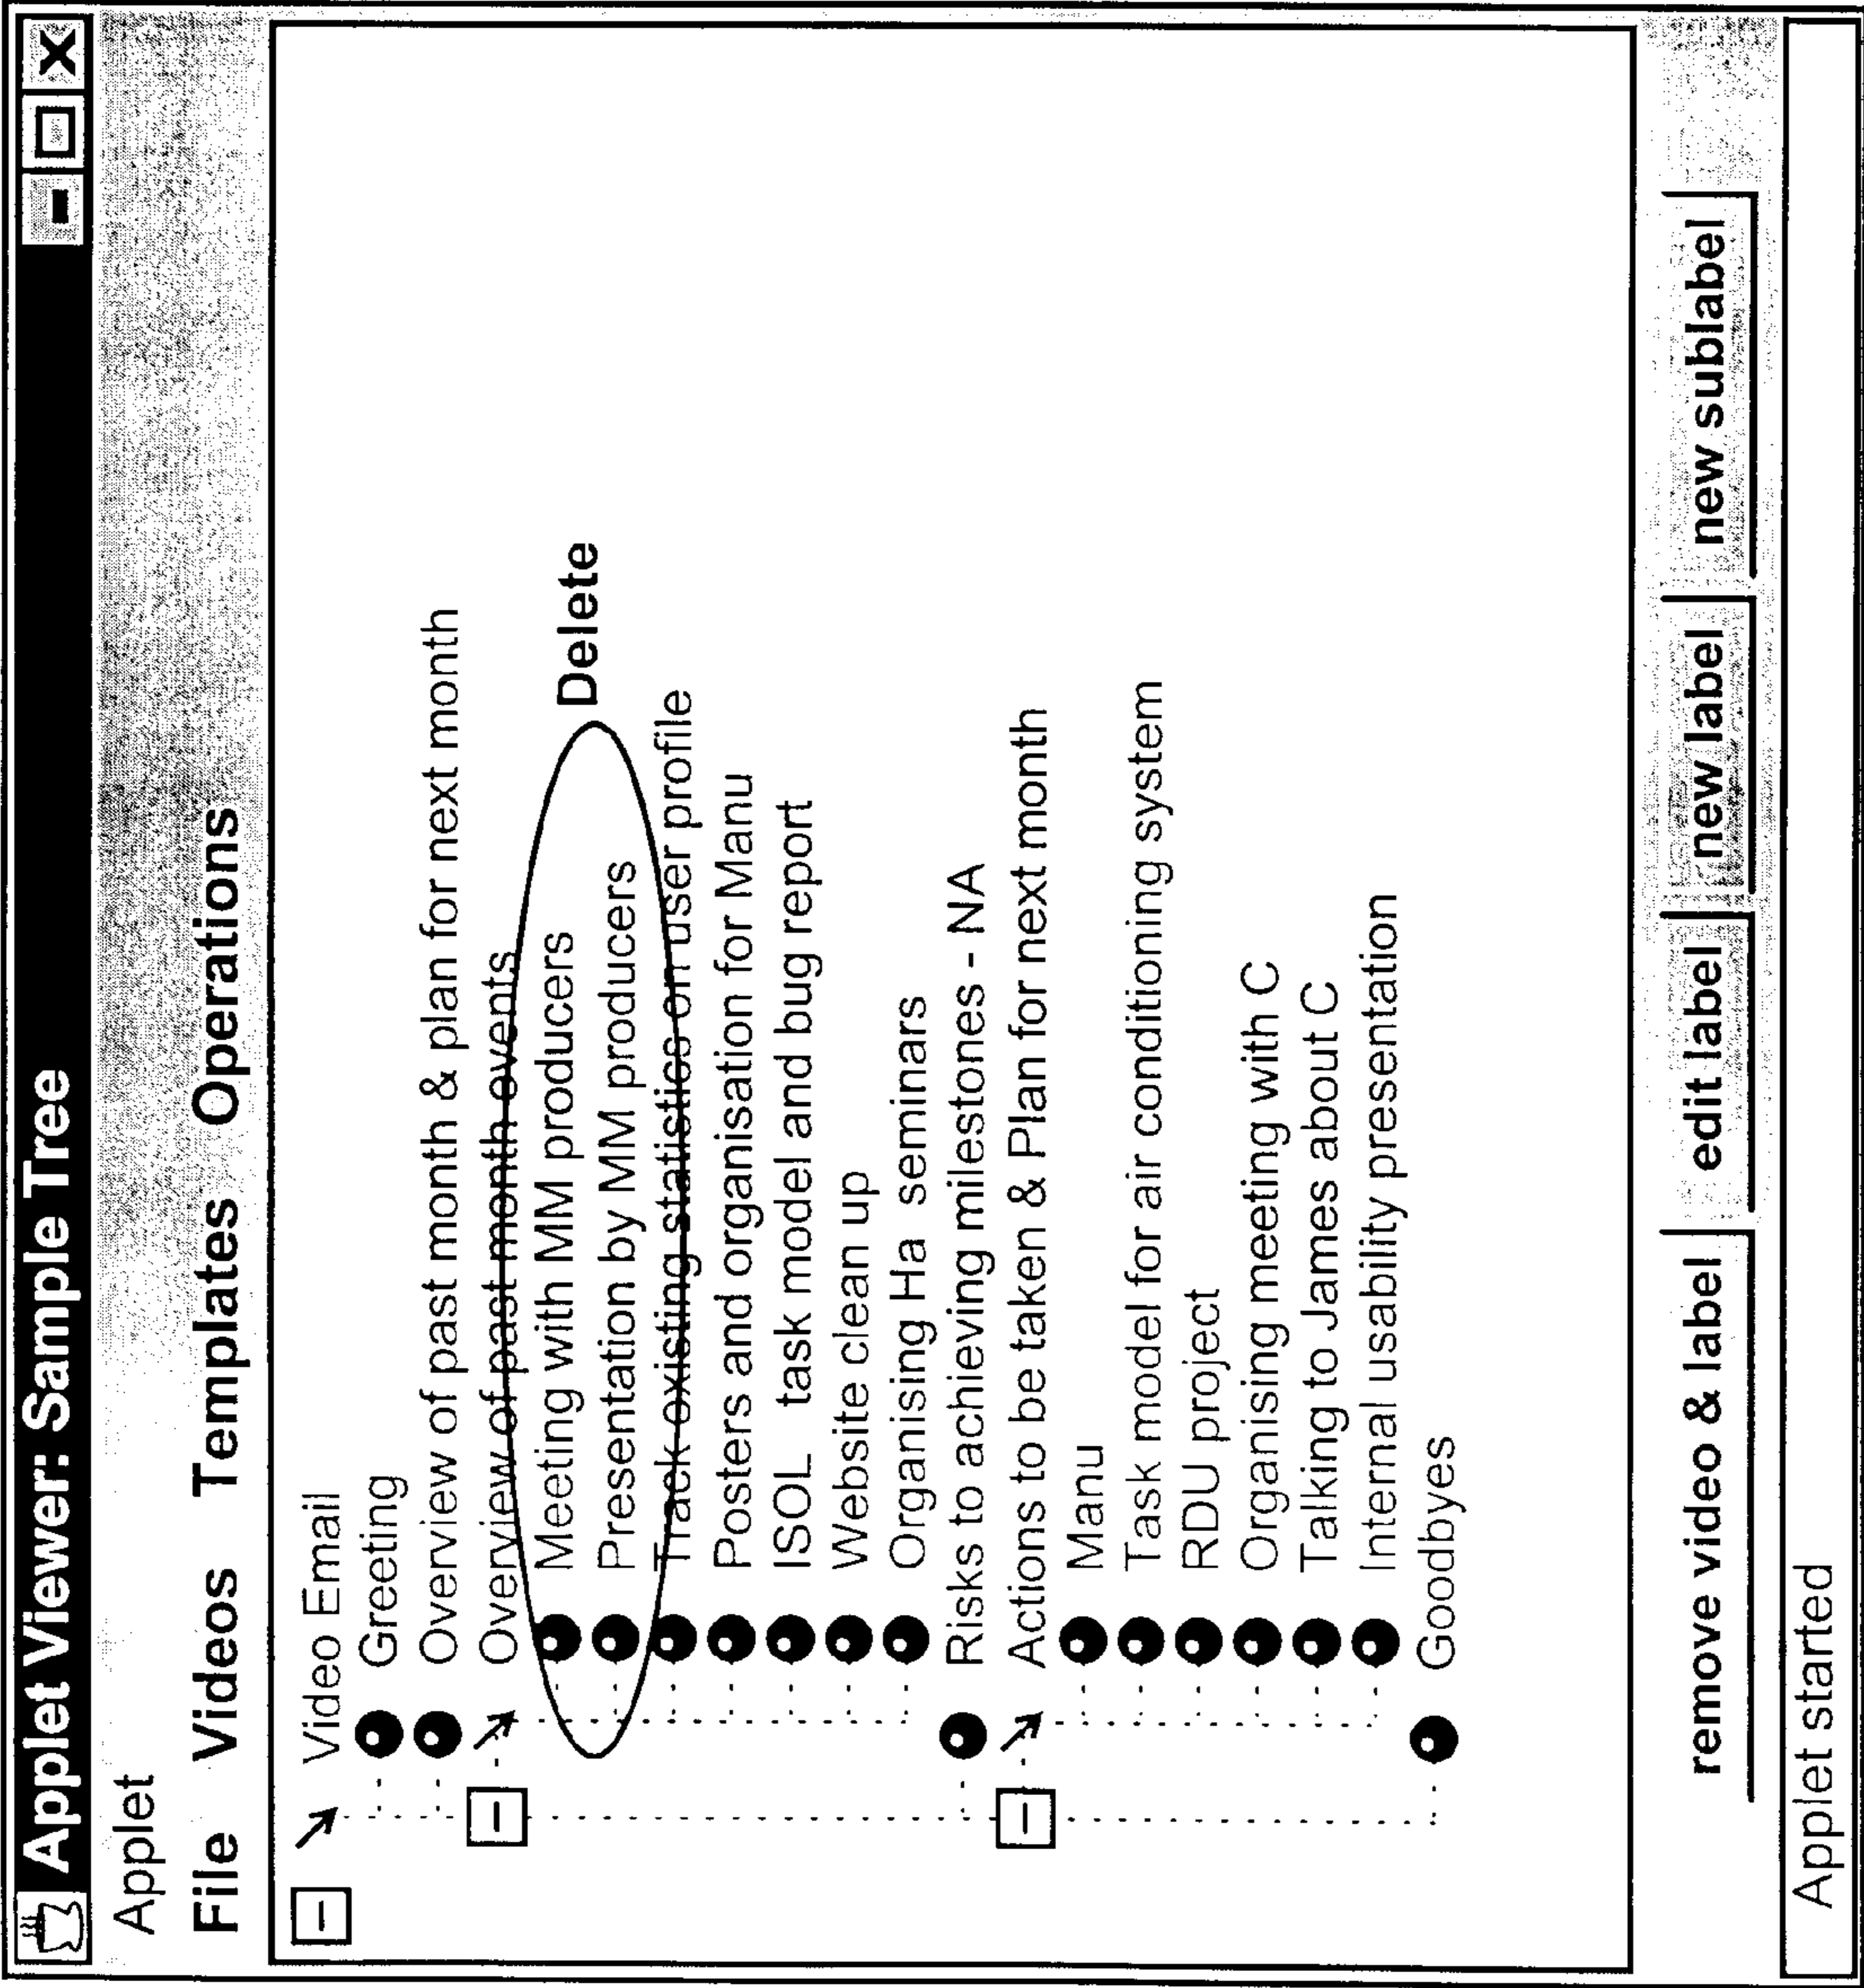 Applet Viewer: Sample Tree
Applet
File Videos Templates Operations
Video Email
Greeting
Overview of past month & plan for next month
Overview of past month events
Meeting with MM producers
Delete
Presentation by MM producers
Track existing statistics on user profile
Posters and organisation for Manu
ISOL task model and bug report
Website clean up
Organising Ha seminars
Risks to achieving milestones - NA
Actions to be taken & Plan for next month
Manu
Task model for air conditioning system
RDU project
Organising meeting with C
Talking to James about C
Internal usability presentation
Goodbyes
remove video & label edit label new label new sublabel
Applet started